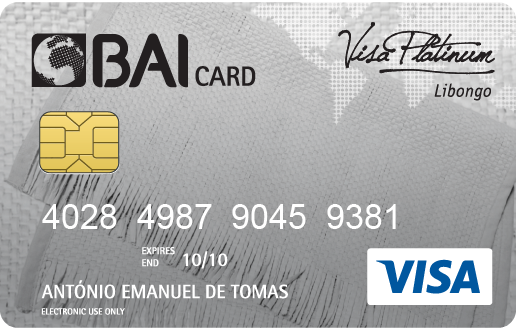 BAI CARD
Visa Platinum
Libongo
4028 4987 9045 9381
EXPIRES
END 10/10
ANTÓNIO EMANUEL DE TOMAS
ELECTRONIC USE ONLY
VISA